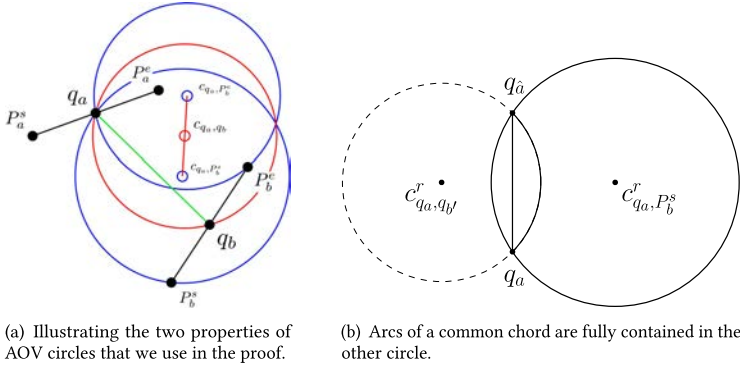 c_{q_a, P_b^e}
P_a^e
q_a
P_a^s
c_{q_a, q_b}
c_{q_a, P_b^s}
P_b^e
q_b
P_b^s
q_â
c^r_{q_a, q_{b'}}
c^r_{q_a, P_b^s}
q_a
(a) Illustrating the two properties of
AOV circles that we use in the proof.
(b) Arcs of a common chord are fully contained in the
other circle.